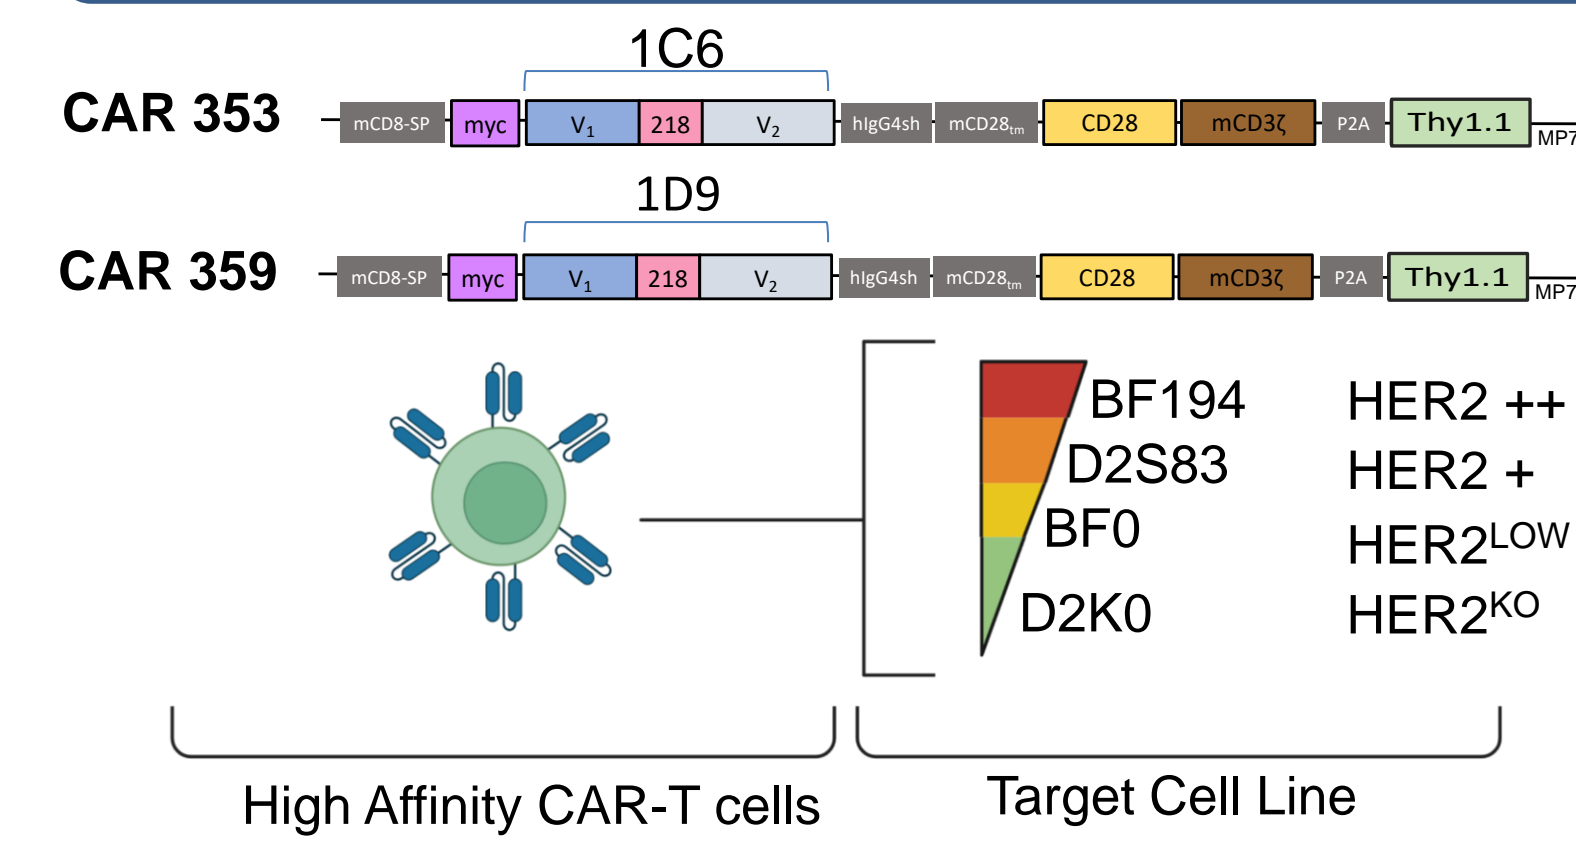 1C6
CAR 353 mCD8-SP myc V₁ 218 V₂ hIgG4sh mCD28ₜₘ CD28 mCD3ζ P2A Thy1.1 MP7
1D9
CAR 359 mCD8-SP myc V₁ 218 V₂ hIgG4sh mCD28ₜₘ CD28 mCD3ζ P2A Thy1.1 MP7
BF194 HER2 ++
D2S83 HER2 +
BF0 HER2LOW
D2K0 HER2KO
High Affinity CAR-T cells
Target Cell Line